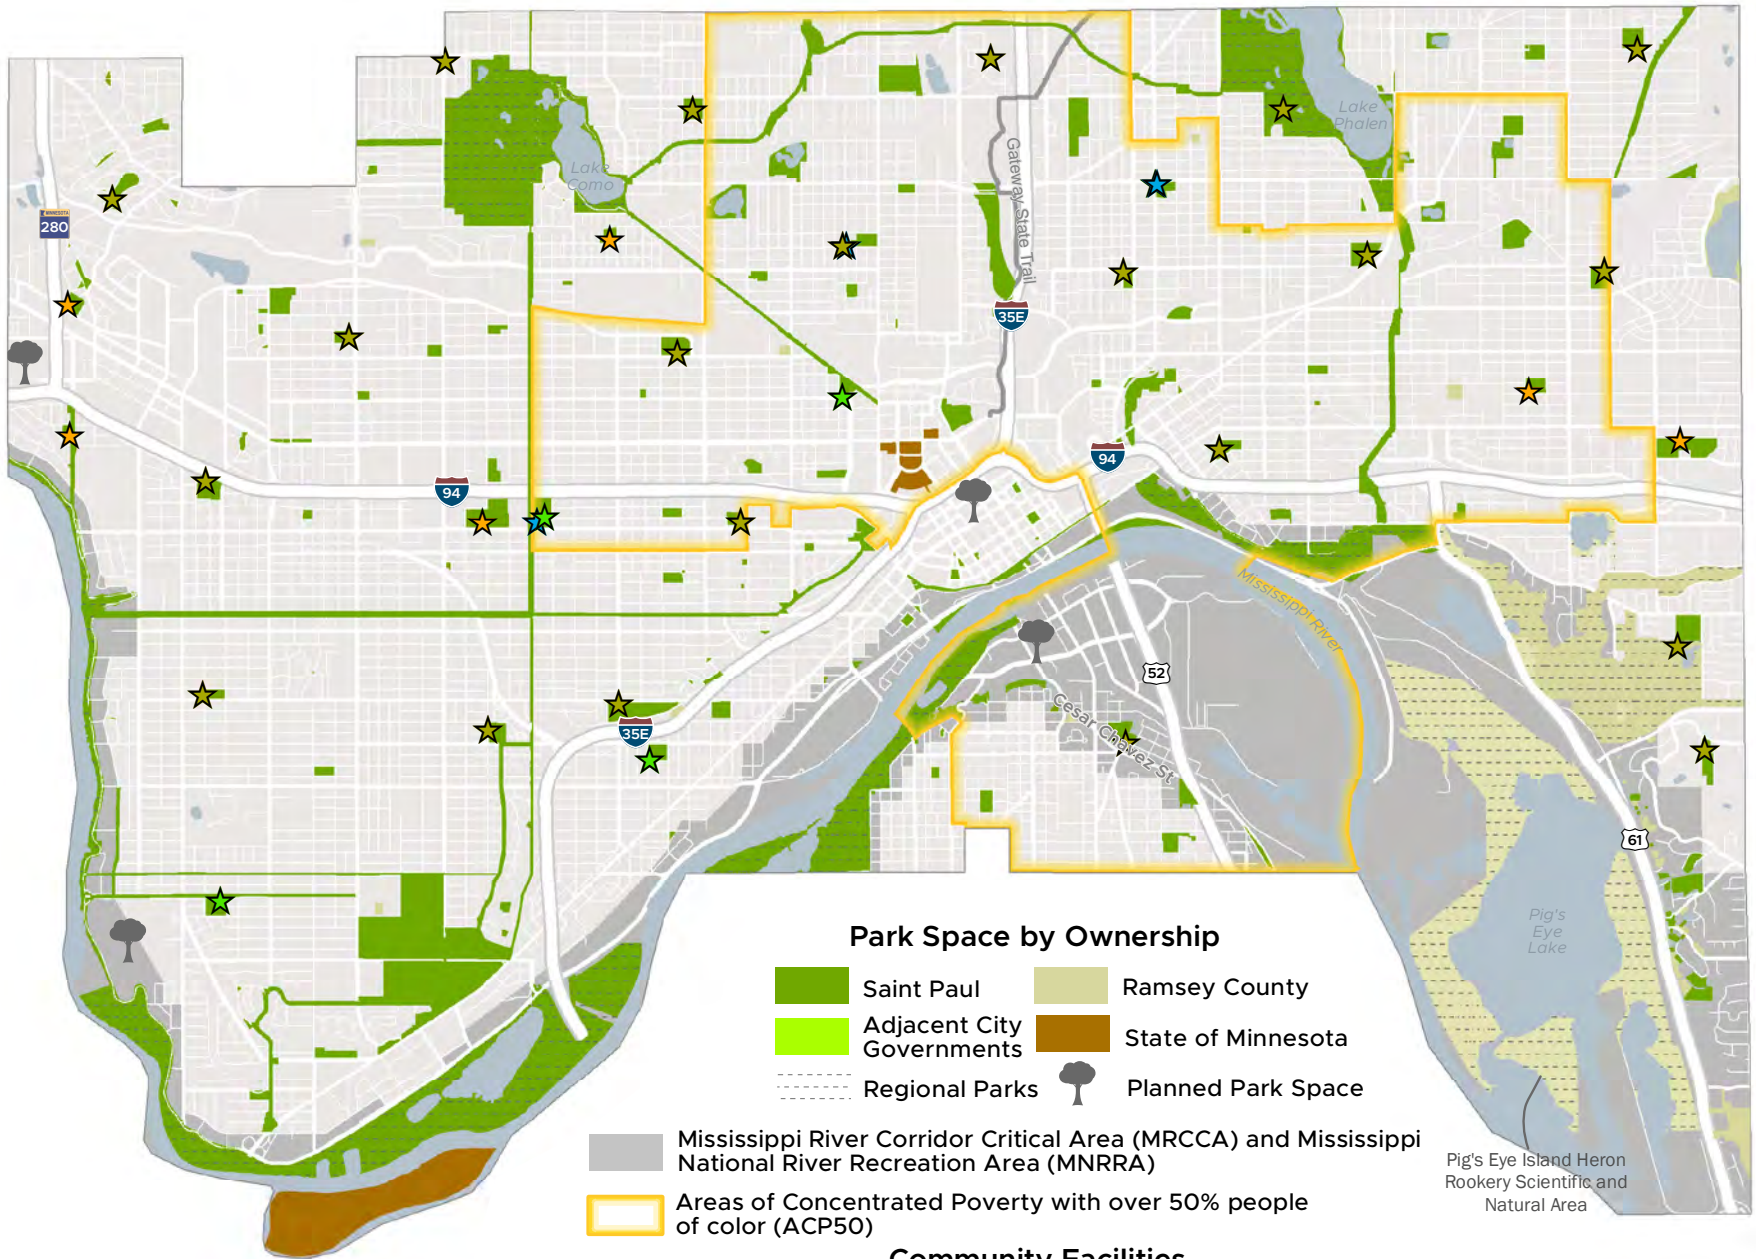 Lake
Phalen
Lake
Como
Gateway State Trail
MINNESOTA
280
35E
94
94
Mississippi River
52
Cesar Chavez St
35E
61
Pig's
Eye
Lake
Park Space by Ownership
Saint Paul
Ramsey County
Adjacent City
Governments
State of Minnesota
Regional Parks
Planned Park Space
Mississippi River Corridor Critical Area (MRCCA) and Mississippi
National River Recreation Area (MNRRA)
Pig's Eye Island Heron
Rookery Scientific and
Natural Area
Areas of Concentrated Poverty with over 50% people
of color (ACP50)
Community Facilities